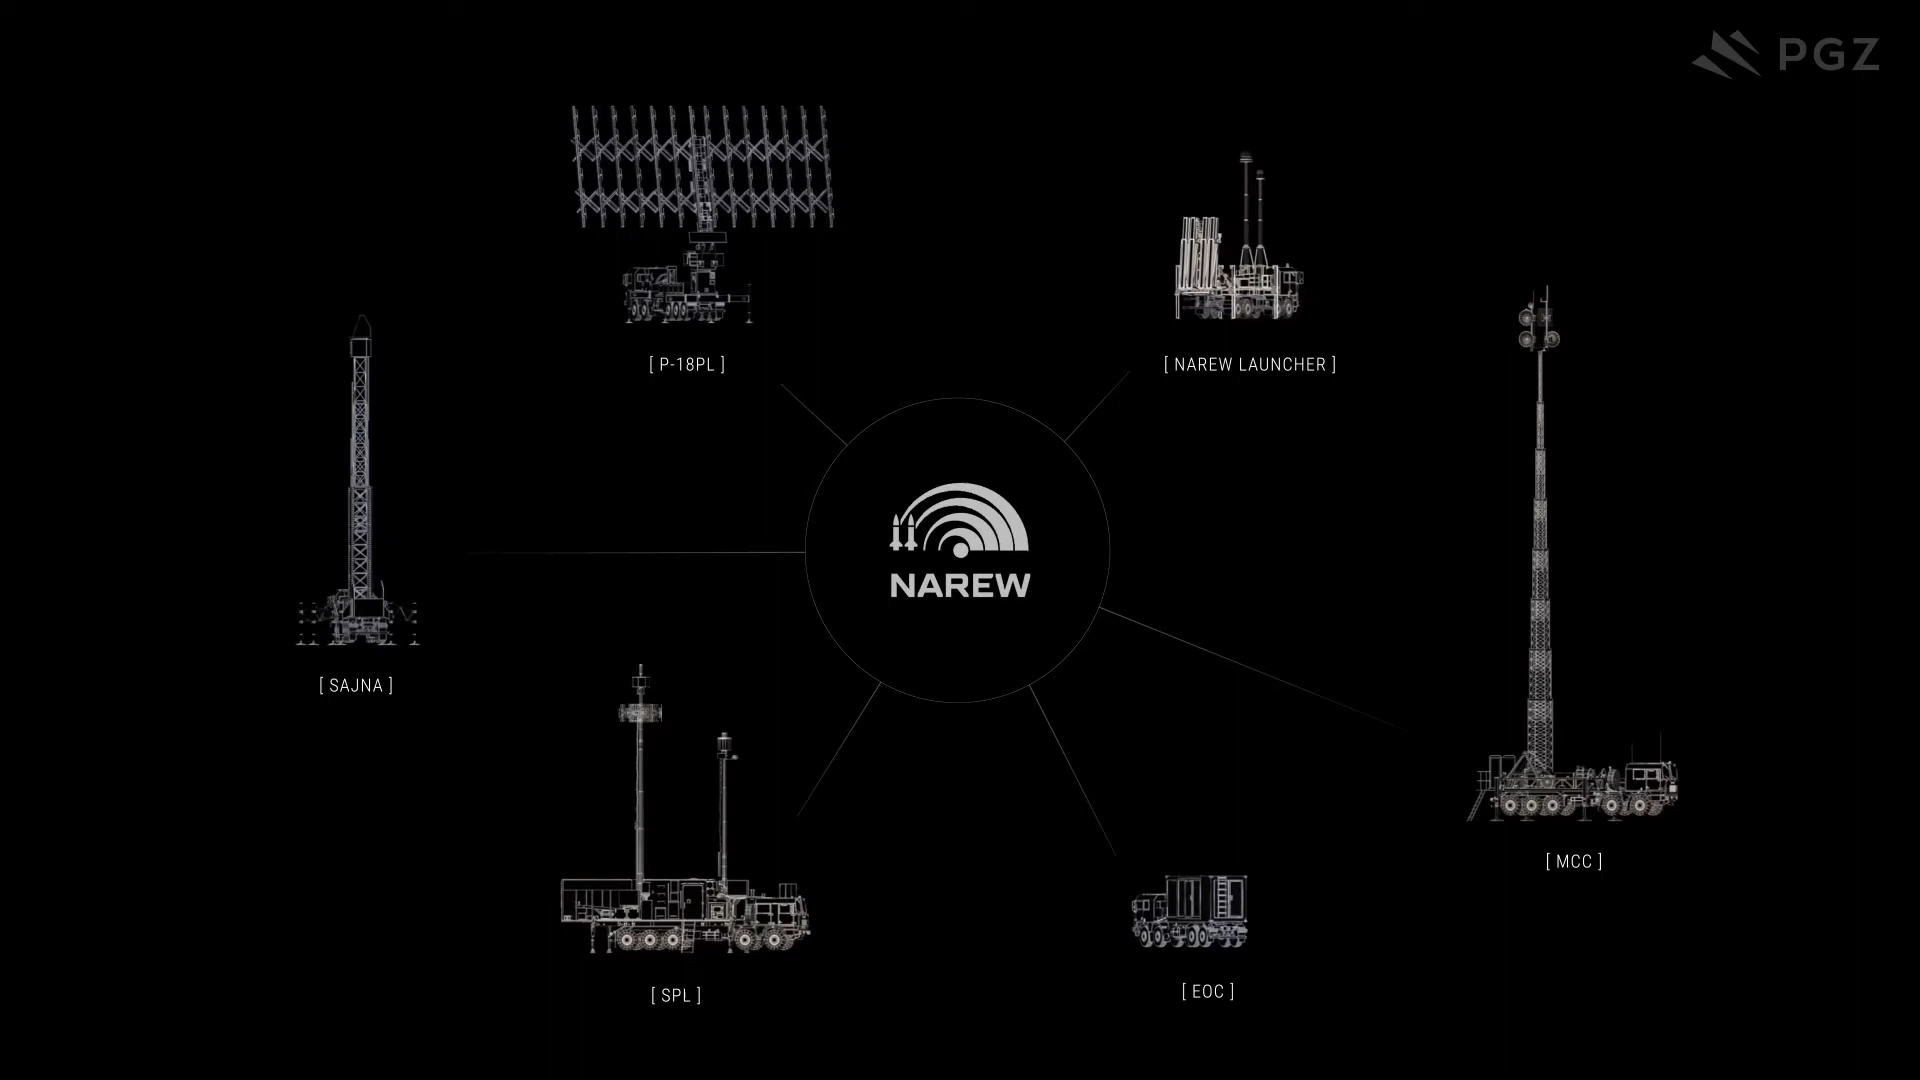 PGZ
[ P-18PL ]
[ NAREW LAUNCHER ]
NAREW
[ SAJNA ]
[ MCC ]
[ SPL ]
[ EOC ]